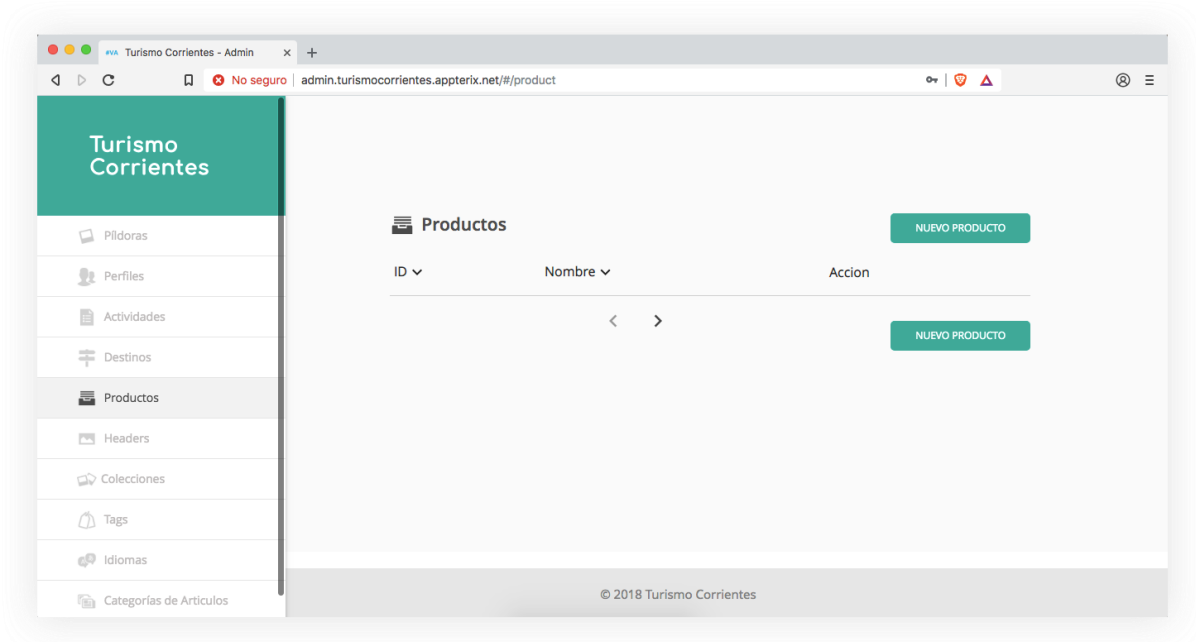 Turismo Corrientes - Admin
No seguro
admin.turismocorrientes.appterix.net/#/product
Turismo
Corrientes
Píldoras
Perfiles
Actividades
Destinos
Productos
Headers
Colecciones
Tags
Idiomas
Categorías de Articulos
Productos
NUEVO PRODUCTO
ID Nombre Accion
NUEVO PRODUCTO
© 2018 Turismo Corrientes